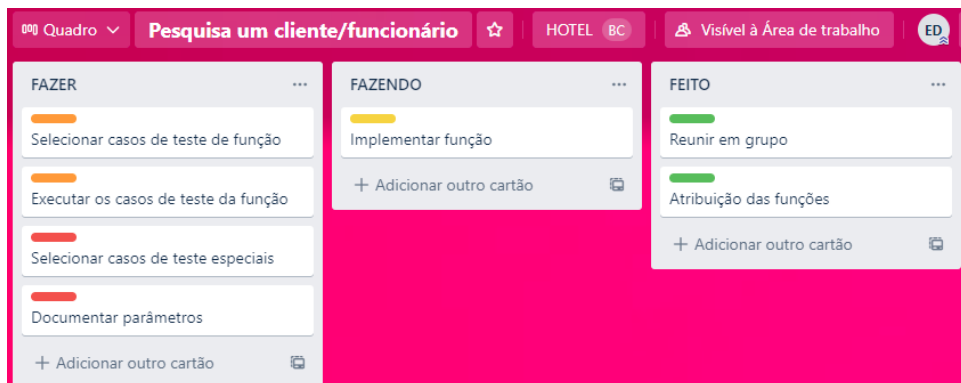 Quadro
Pesquisa um cliente/funcionário
HOTEL BC
Visível à Área de trabalho
ED
FAZER
Selecionar casos de teste de função
Executar os casos de teste da função
Selecionar casos de teste especiais
Documentar parâmetros
+ Adicionar outro cartão
FAZENDO
Implementar função
+ Adicionar outro cartão
FEITO
Reunir em grupo
Atribuição das funções
+ Adicionar outro cartão